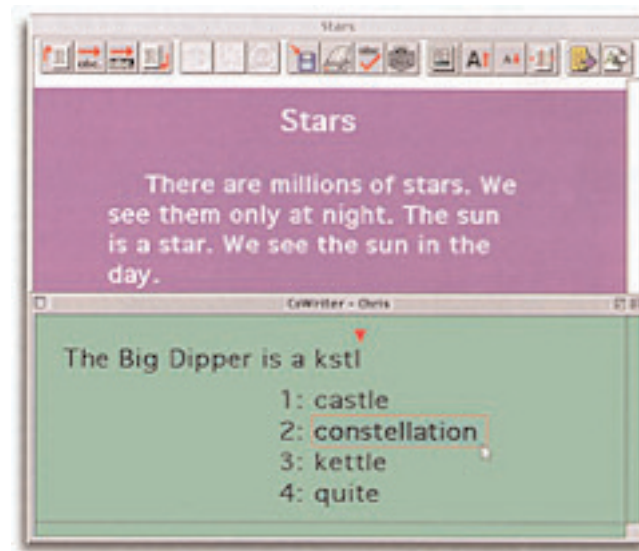 Stars
Stars
There are millions of stars. We
see them only at night. The sun
is a star. We see the sun in the
day.
Co:Writer - Chris
The Big Dipper is a kstl
1: castle
2: constellation
3: kettle
4: quite